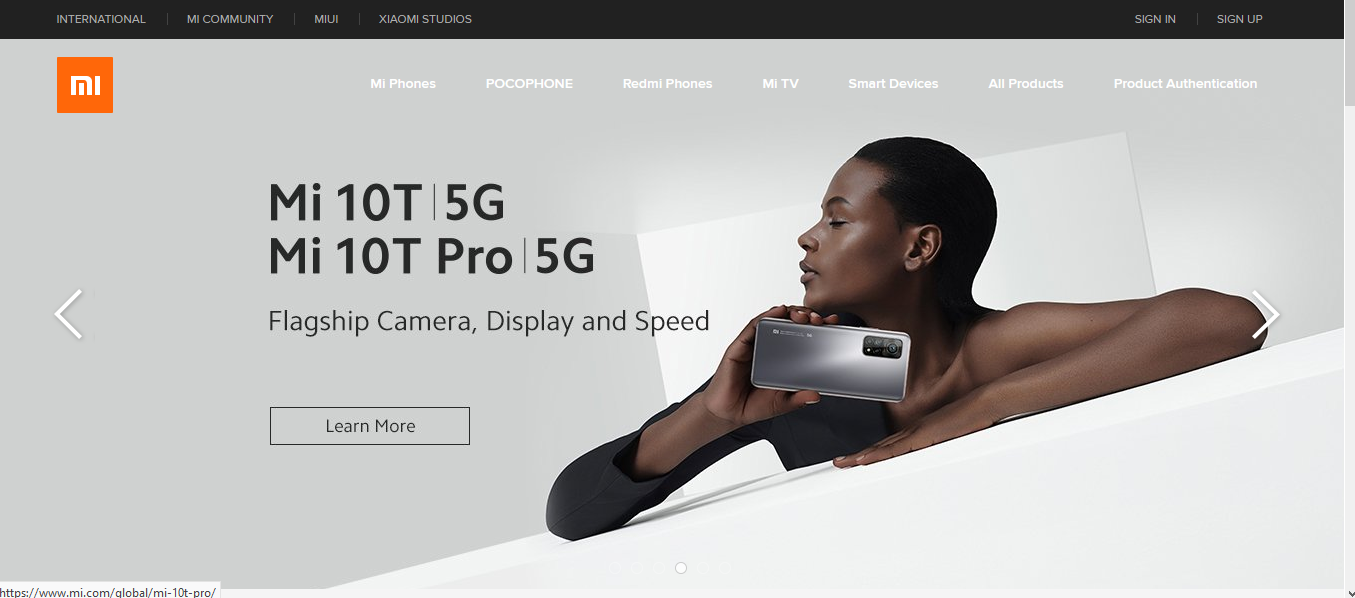 INTERNATIONAL MI COMMUNITY MIUI XIAOMI STUDIOS SIGN IN SIGN UP
mi
Mi Phones POCOPHONE Redmi Phones Mi TV Smart Devices All Products Product Authentication
Mi 10T|5G
Mi 10T Pro|5G
Flagship Camera, Display and Speed
Learn More
https://www.mi.com/global/mi-10t-pro/